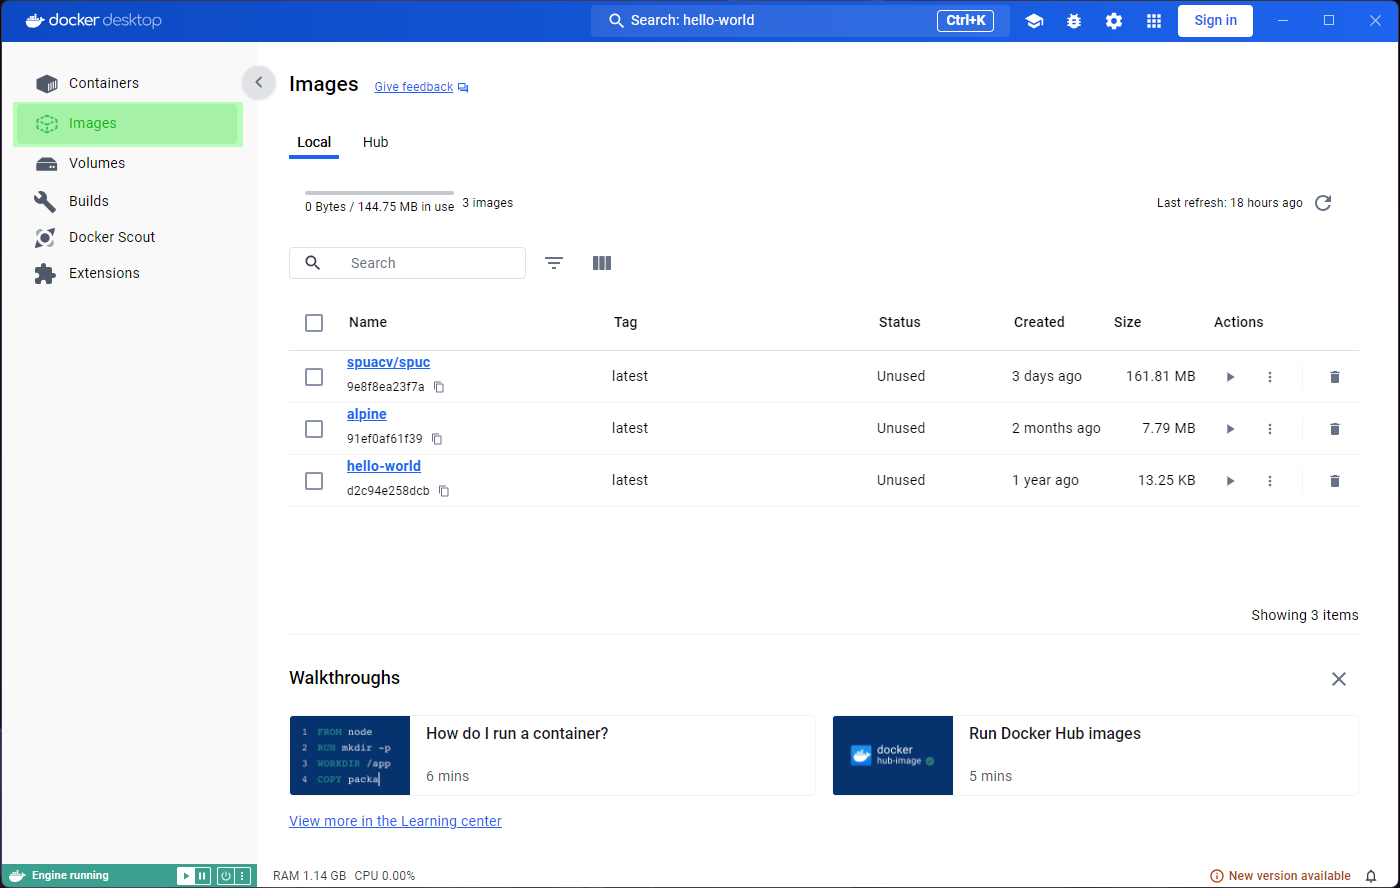 docker desktop
Search: hello-world
Ctrl+K
Sign in
Containers
Images
Volumes
Builds
Docker Scout
Extensions
Images
Give feedback
Local
Hub
0 Bytes / 144.75 MB in use
3 images
Last refresh: 18 hours ago
Search
Name Tag Status Created Size Actions
spuacv/spuc
9e8f8ea23f7a
latest Unused 3 days ago 161.81 MB
alpine
91ef0af61f39
latest Unused 2 months ago 7.79 MB
hello-world
d2c94e258dcb
latest Unused 1 year ago 13.25 KB
Showing 3 items
Walkthroughs
1 FROM node
2 RUN mkdir -p
3 WORKDIR /app
4 COPY packa
How do I run a container?
6 mins
docker
hub-image
Run Docker Hub images
5 mins
View more in the Learning center
Engine running
RAM 1.14 GB CPU 0.00%
New version available